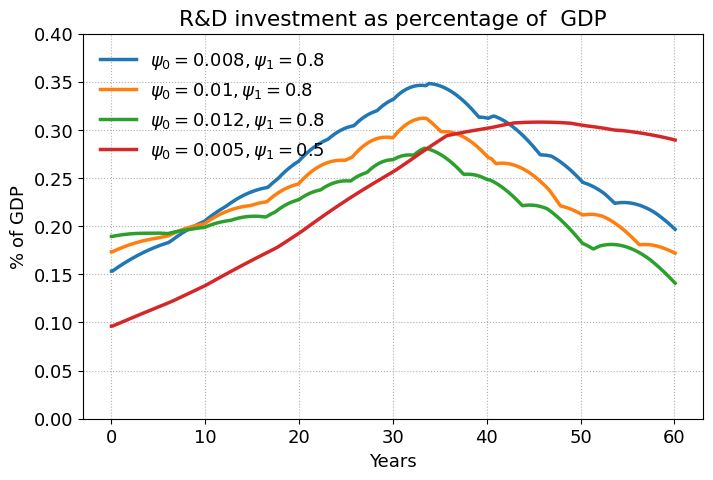 R&D investment as percentage of  GDP
ψ₀ = 0.008, ψ₁ = 0.8
ψ₀ = 0.01, ψ₁ = 0.8
ψ₀ = 0.012, ψ₁ = 0.8
ψ₀ = 0.005, ψ₁ = 0.5
% of GDP
0.40
0.35
0.30
0.25
0.20
0.15
0.10
0.05
0.00
0 10 20 30 40 50 60
Years